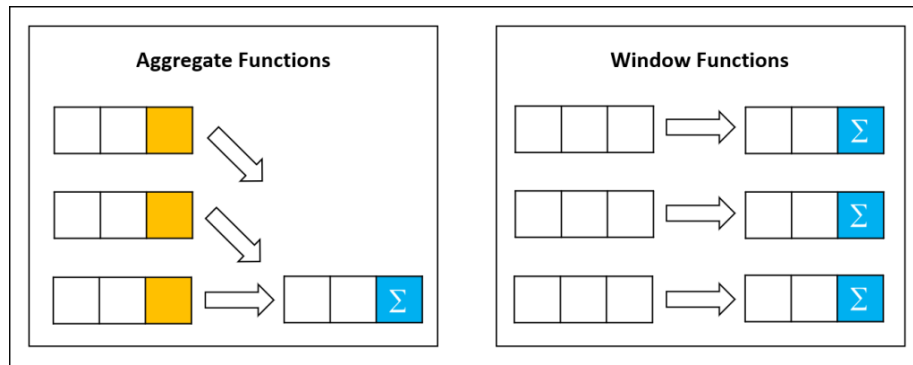 Aggregate Functions
Σ
Window Functions
Σ
Σ
Σ